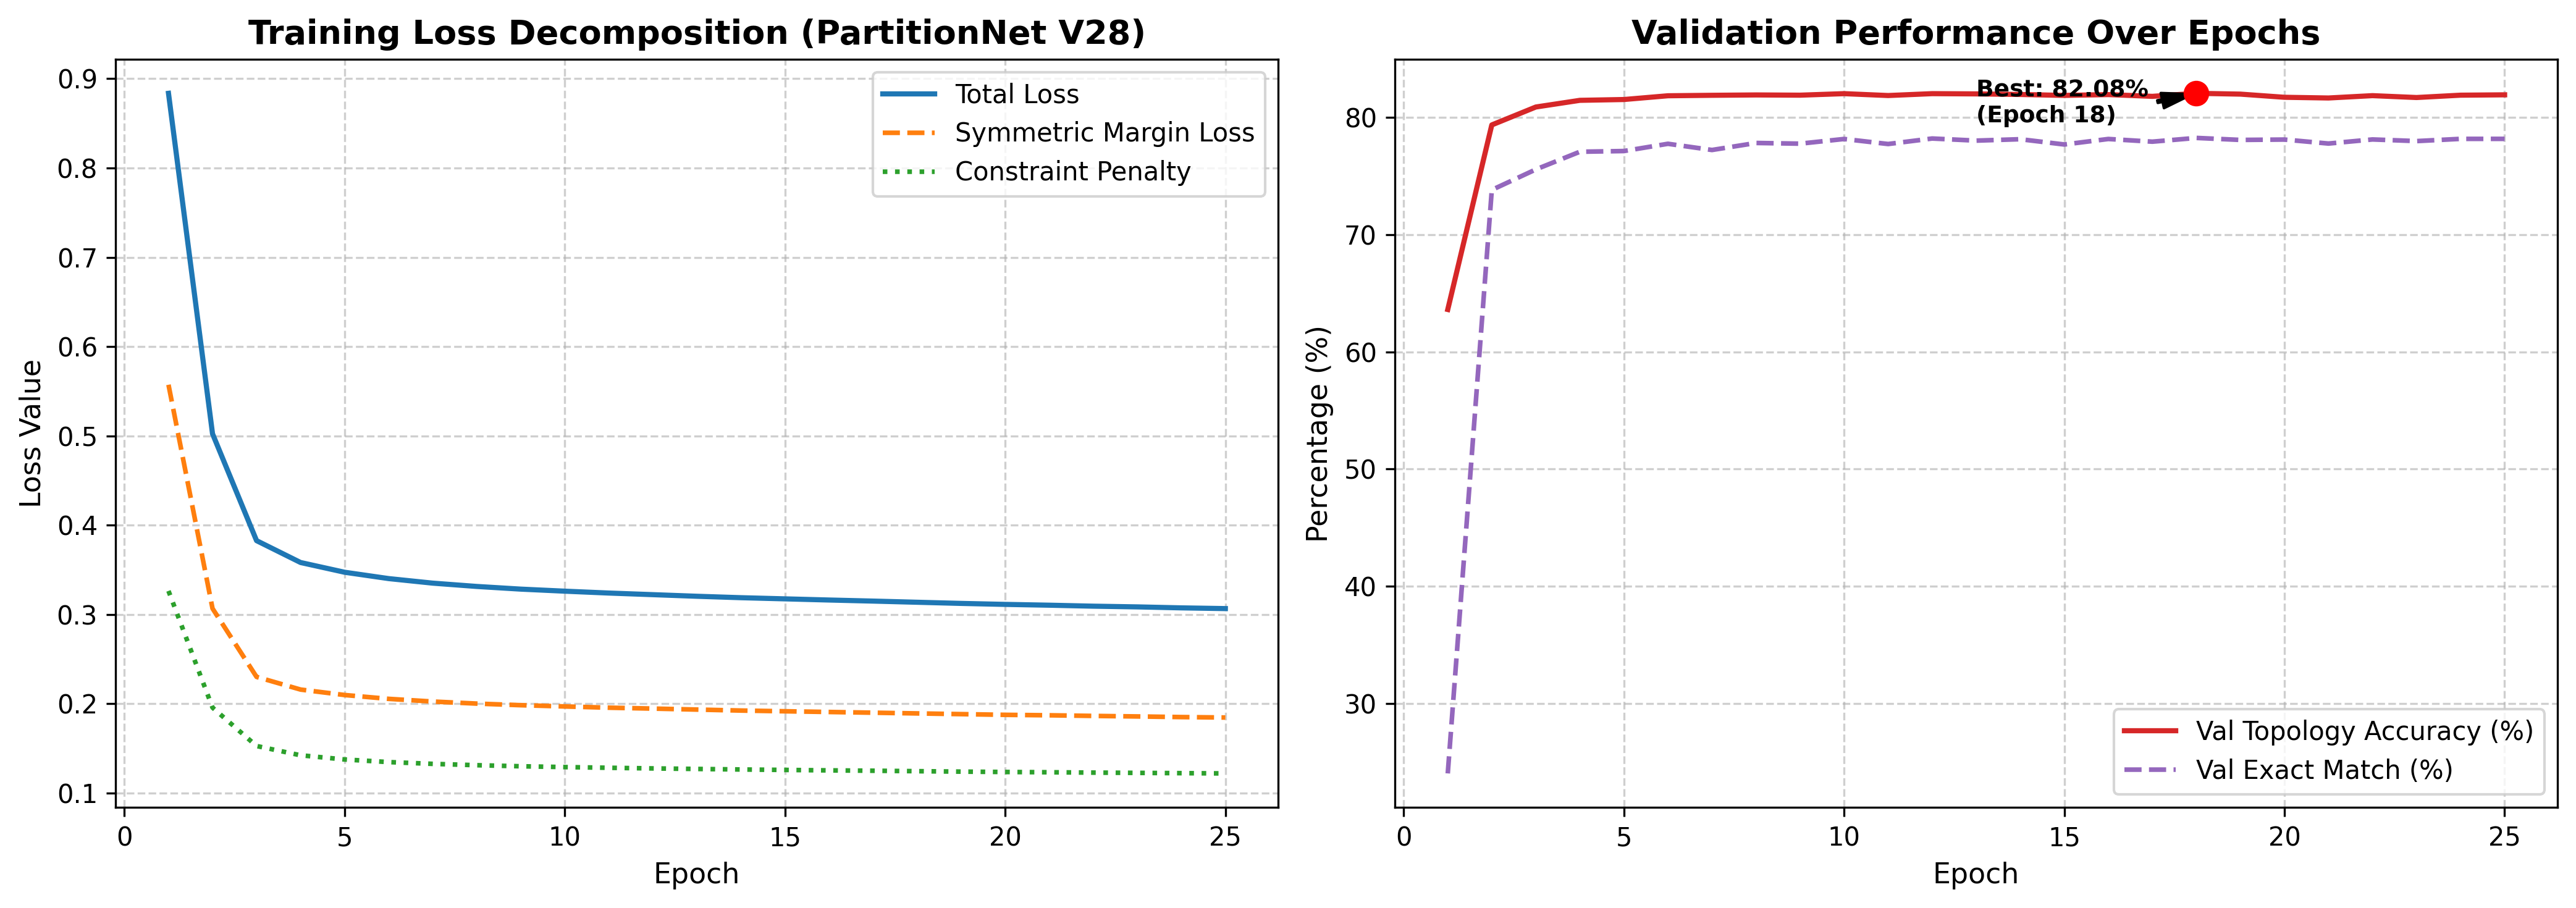 Training Loss Decomposition (PartitionNet V28)
0.9
0.8
0.7
0.6
0.5
0.4
0.3
0.2
0.1
Loss Value
Total Loss
Symmetric Margin Loss
Constraint Penalty
0 5 10 15 20 25
Epoch
Validation Performance Over Epochs
80
70
60
50
40
30
Percentage (%)
Best: 82.08%
(Epoch 18)
Val Topology Accuracy (%)
Val Exact Match (%)
0 5 10 15 20 25
Epoch